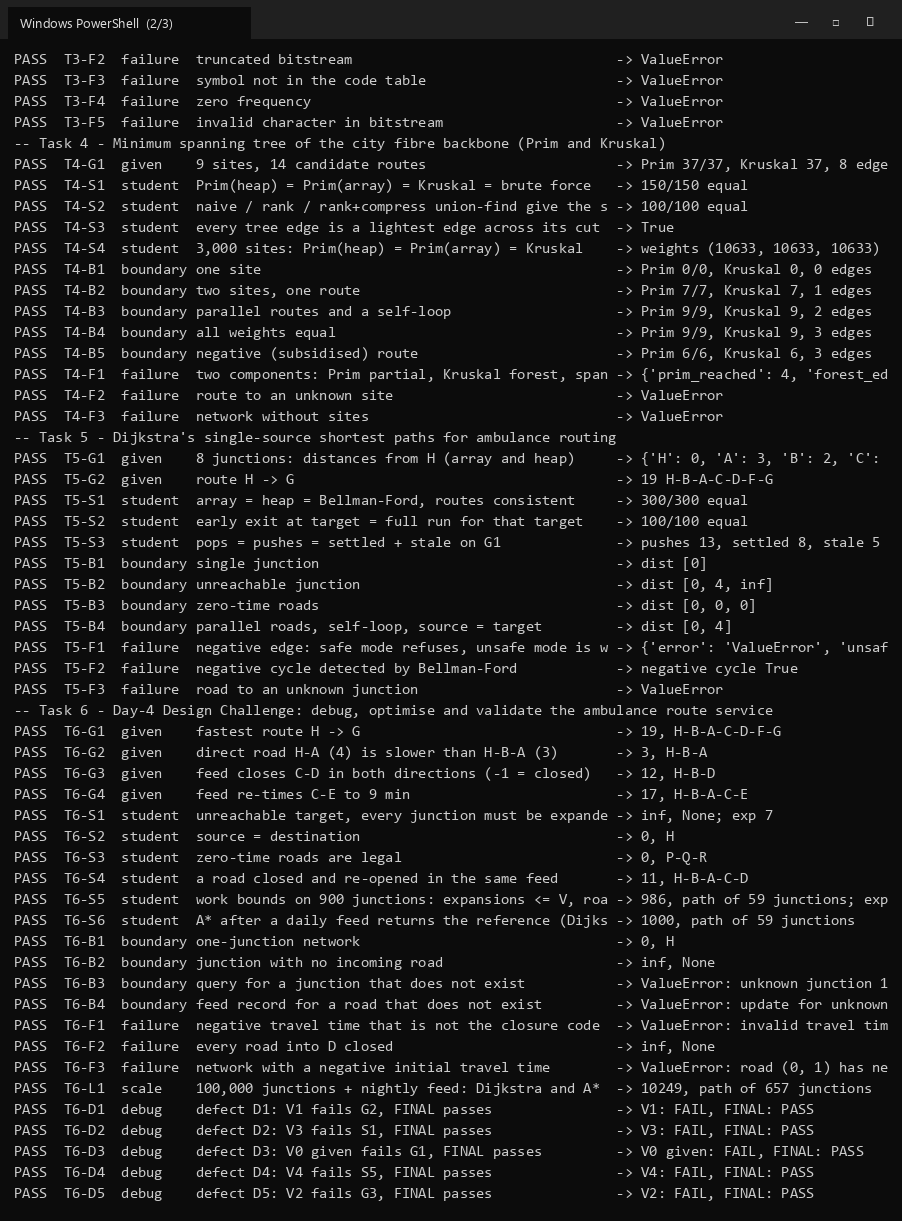 Windows PowerShell (2/3)
PASS  T3-F2  failure  truncated bitstream                               -> ValueError
PASS  T3-F3  failure  symbol not in the code table                      -> ValueError
PASS  T3-F4  failure  zero frequency                                    -> ValueError
PASS  T3-F5  failure  invalid character in bitstream                    -> ValueError
-- Task 4 - Minimum spanning tree of the city fibre backbone (Prim and Kruskal)
PASS  T4-G1  given    9 sites, 14 candidate routes                      -> Prim 37/37, Kruskal 37, 8 edge
PASS  T4-S1  student  Prim(heap) = Prim(array) = Kruskal = brute force  -> 150/150 equal
PASS  T4-S2  student  naive / rank / rank+compress union-find give the s -> 100/100 equal
PASS  T4-S3  student  every tree edge is a lightest edge across its cut -> True
PASS  T4-S4  student  3,000 sites: Prim(heap) = Prim(array) = Kruskal   -> weights (10633, 10633, 10633)
PASS  T4-B1  boundary one site                                          -> Prim 0/0, Kruskal 0, 0 edges
PASS  T4-B2  boundary two sites, one route                              -> Prim 7/7, Kruskal 7, 1 edges
PASS  T4-B3  boundary parallel routes and a self-loop                   -> Prim 9/9, Kruskal 9, 2 edges
PASS  T4-B4  boundary all weights equal                                 -> Prim 9/9, Kruskal 9, 3 edges
PASS  T4-B5  boundary negative (subsidised) route                       -> Prim 6/6, Kruskal 6, 3 edges
PASS  T4-F1  failure  two components: Prim partial, Kruskal forest, span -> {'prim_reached': 4, 'forest_ed
PASS  T4-F2  failure  route to an unknown site                          -> ValueError
PASS  T4-F3  failure  network without sites                             -> ValueError
-- Task 5 - Dijkstra's single-source shortest paths for ambulance routing
PASS  T5-G1  given    8 junctions: distances from H (array and heap)    -> {'H': 0, 'A': 3, 'B': 2, 'C':
PASS  T5-G2  given    route H -> G                                      -> 19 H-B-A-C-D-F-G
PASS  T5-S1  student  array = heap = Bellman-Ford, routes consistent    -> 300/300 equal
PASS  T5-S2  student  early exit at target = full run for that target   -> 100/100 equal
PASS  T5-S3  student  pops = pushes = settled + stale on G1             -> pushes 13, settled 8, stale 5
PASS  T5-B1  boundary single junction                                   -> dist [0]
PASS  T5-B2  boundary unreachable junction                              -> dist [0, 4, inf]
PASS  T5-B3  boundary zero-time roads                                   -> dist [0, 0, 0]
PASS  T5-B4  boundary parallel roads, self-loop, source = target        -> dist [0, 4]
PASS  T5-F1  failure  negative edge: safe mode refuses, unsafe mode is w -> {'error': 'ValueError', 'unsaf
PASS  T5-F2  failure  negative cycle detected by Bellman-Ford           -> negative cycle True
PASS  T5-F3  failure  road to an unknown junction                       -> ValueError
-- Task 6 - Day-4 Design Challenge: debug, optimise and validate the ambulance route service
PASS  T6-G1  given    fastest route H -> G                              -> 19, H-B-A-C-D-F-G
PASS  T6-G2  given    direct road H-A (4) is slower than H-B-A (3)      -> 3, H-B-A
PASS  T6-G3  given    feed closes C-D in both directions (-1 = closed)  -> 12, H-B-D
PASS  T6-G4  given    feed re-times C-E to 9 min                        -> 17, H-B-A-C-E
PASS  T6-S1  student  unreachable target, every junction must be expande -> inf, None; exp 7
PASS  T6-S2  student  source = destination                              -> 0, H
PASS  T6-S3  student  zero-time roads are legal                         -> 0, P-Q-R
PASS  T6-S4  student  a road closed and re-opened in the same feed      -> 11, H-B-A-C-D
PASS  T6-S5  student  work bounds on 900 junctions: expansions <= V, roa -> 986, path of 59 junctions; exp
PASS  T6-S6  student  A* after a daily feed returns the reference (Dijks -> 1000, path of 59 junctions
PASS  T6-B1  boundary one-junction network                              -> 0, H
PASS  T6-B2  boundary junction with no incoming road                    -> inf, None
PASS  T6-B3  boundary query for a junction that does not exist          -> ValueError: unknown junction 1
PASS  T6-B4  boundary feed record for a road that does not exist        -> ValueError: update for unknown
PASS  T6-F1  failure  negative travel time that is not the closure code -> ValueError: invalid travel tim
PASS  T6-F2  failure  every road into D closed                          -> inf, None
PASS  T6-F3  failure  network with a negative initial travel time       -> ValueError: road (0, 1) has ne
PASS  T6-L1  scale    100,000 junctions + nightly feed: Dijkstra and A* -> 10249, path of 657 junctions
PASS  T6-D1  debug    defect D1: V1 fails G2, FINAL passes              -> V1: FAIL, FINAL: PASS
PASS  T6-D2  debug    defect D2: V3 fails S1, FINAL passes              -> V3: FAIL, FINAL: PASS
PASS  T6-D3  debug    defect D3: V0 given fails G1, FINAL passes        -> V0 given: FAIL, FINAL: PASS
PASS  T6-D4  debug    defect D4: V4 fails S5, FINAL passes              -> V4: FAIL, FINAL: PASS
PASS  T6-D5  debug    defect D5: V2 fails G3, FINAL passes              -> V2: FAIL, FINAL: PASS